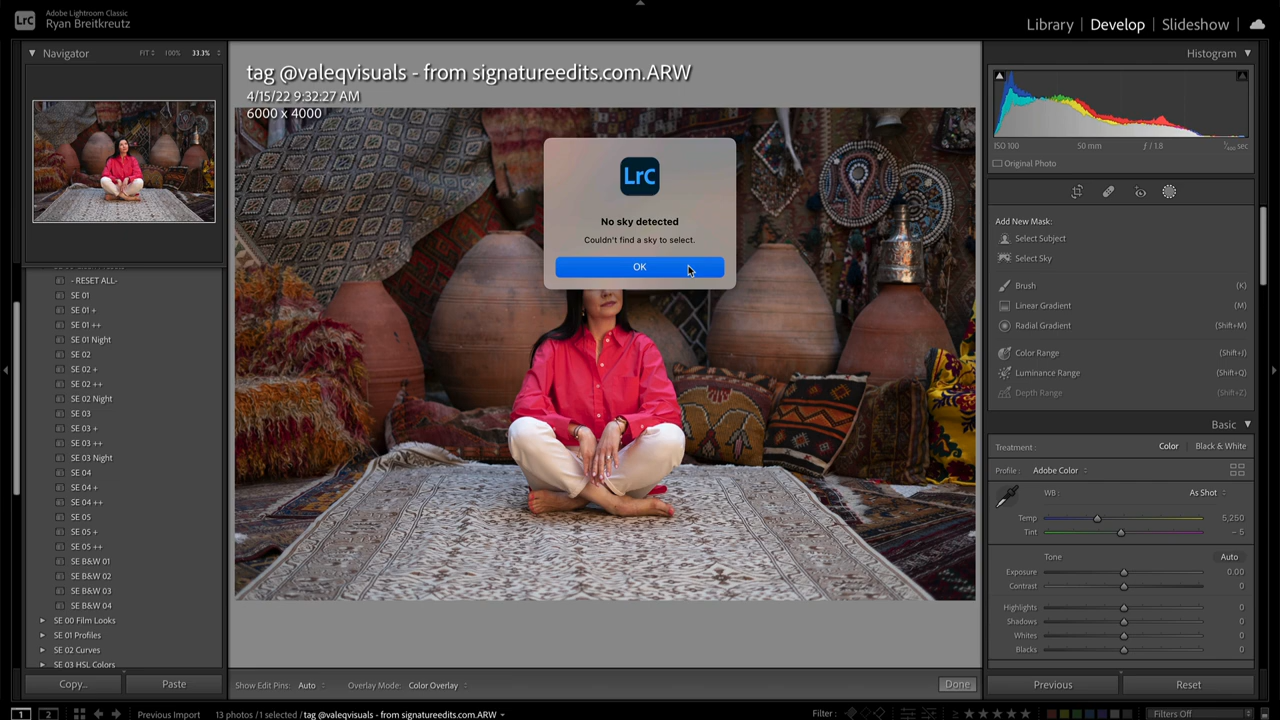 LrC
Adobe Lightroom Classic
Ryan Breitkreutz
Library | Develop | Slideshow
Navigator
FIT
100%
33.3%
- RESET ALL-
SE 01
SE 01 +
SE 01 ++
SE 01 Night
SE 02
SE 02 +
SE 02 ++
SE 02 Night
SE 03
SE 03 +
SE 03 ++
SE 03 Night
SE 04
SE 04 +
SE 04 ++
SE 05
SE 05 +
SE 05 ++
SE B&W 01
SE B&W 02
SE B&W 03
SE B&W 04
SE 00 Film Looks
SE 01 Profiles
SE 02 Curves
SE 03 HSL Colors
Copy...
Paste
tag @valeqvisuals - from signatureedits.com.ARW
4/15/22 9:32:27 AM
6000 x 4000
LrC
No sky detected
Couldn't find a sky to select.
OK
Show Edit Pins: Auto
Overlay Mode: Color Overlay
Done
Histogram
ISO 100
50 mm
ƒ / 1.8
Original Photo
Add New Mask:
Select Subject
Select Sky
Brush (K)
Linear Gradient (M)
Radial Gradient (Shift+M)
Color Range (Shift+J)
Luminance Range (Shift+Q)
Depth Range (Shift+Z)
Basic
Treatment : Color | Black & White
Profile : Adobe Color
WB : As Shot
Temp 5,250
Tint – 5
Tone Auto
Exposure 0.00
Contrast 0
Highlights 0
Shadows 0
Whites 0
Blacks 0
Previous
Reset
1 2
Previous Import
13 photos / 1 selected / tag @valeqvisuals - from signatureedits.com.ARW
Filter :
Filters Off